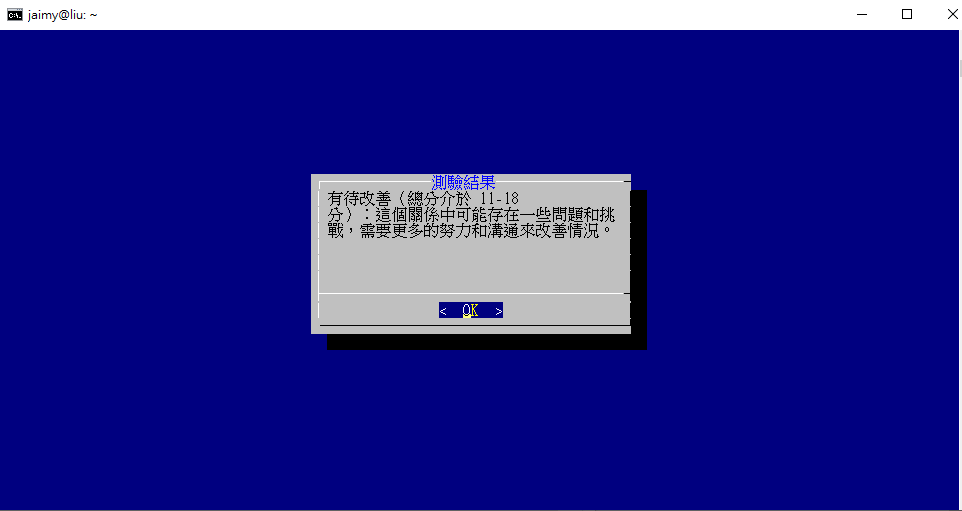 jaimy@liu: ~
測驗結果
有待改善（總分介於 11-18
分）：這個關係中可能存在一些問題和挑
戰，需要更多的努力和溝通來改善情況。
< OK >